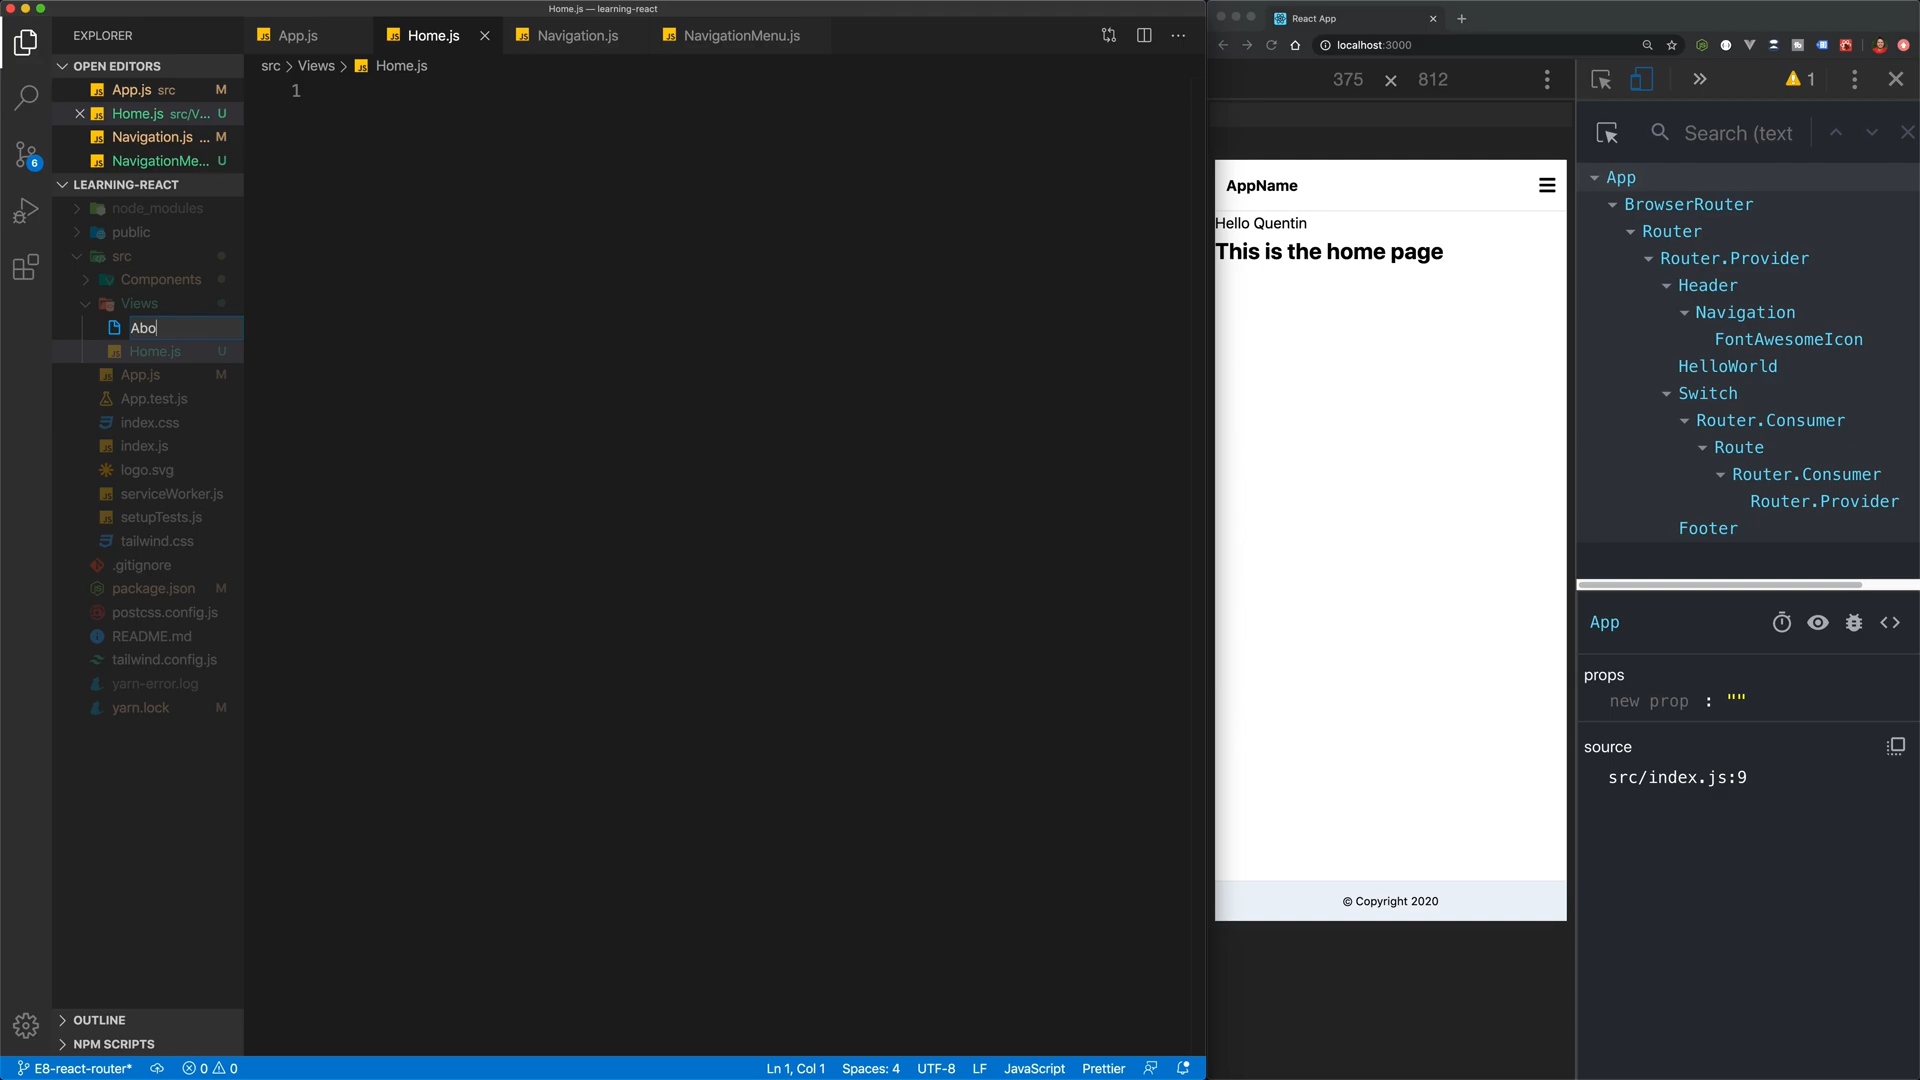 Home.js — learning-react
EXPLORER
OPEN EDITORS
App.js src M
Home.js src/V... U
Navigation.js ... M
NavigationMe... U
LEARNING-REACT
node_modules
public
src
Components
Views
Abo
Home.js U
App.js M
App.test.js
index.css
index.js
logo.svg
serviceWorker.js
setupTests.js
tailwind.css
.gitignore
package.json M
postcss.config.js
README.md
tailwind.config.js
yarn-error.log
yarn.lock M
OUTLINE
NPM SCRIPTS
6
App.js Home.js Navigation.js NavigationMenu.js
src > Views > Home.js
1
E8-react-router* 0 0 Ln 1, Col 1 Spaces: 4 UTF-8 LF JavaScript Prettier
React App
localhost:3000
375 812
AppName
Hello Quentin
This is the home page
© Copyright 2020
1
Search (text
App
BrowserRouter
Router
Router.Provider
Header
Navigation
FontAwesomeIcon
HelloWorld
Switch
Router.Consumer
Route
Router.Consumer
Router.Provider
Footer
App
props
new prop : ""
source
src/index.js:9